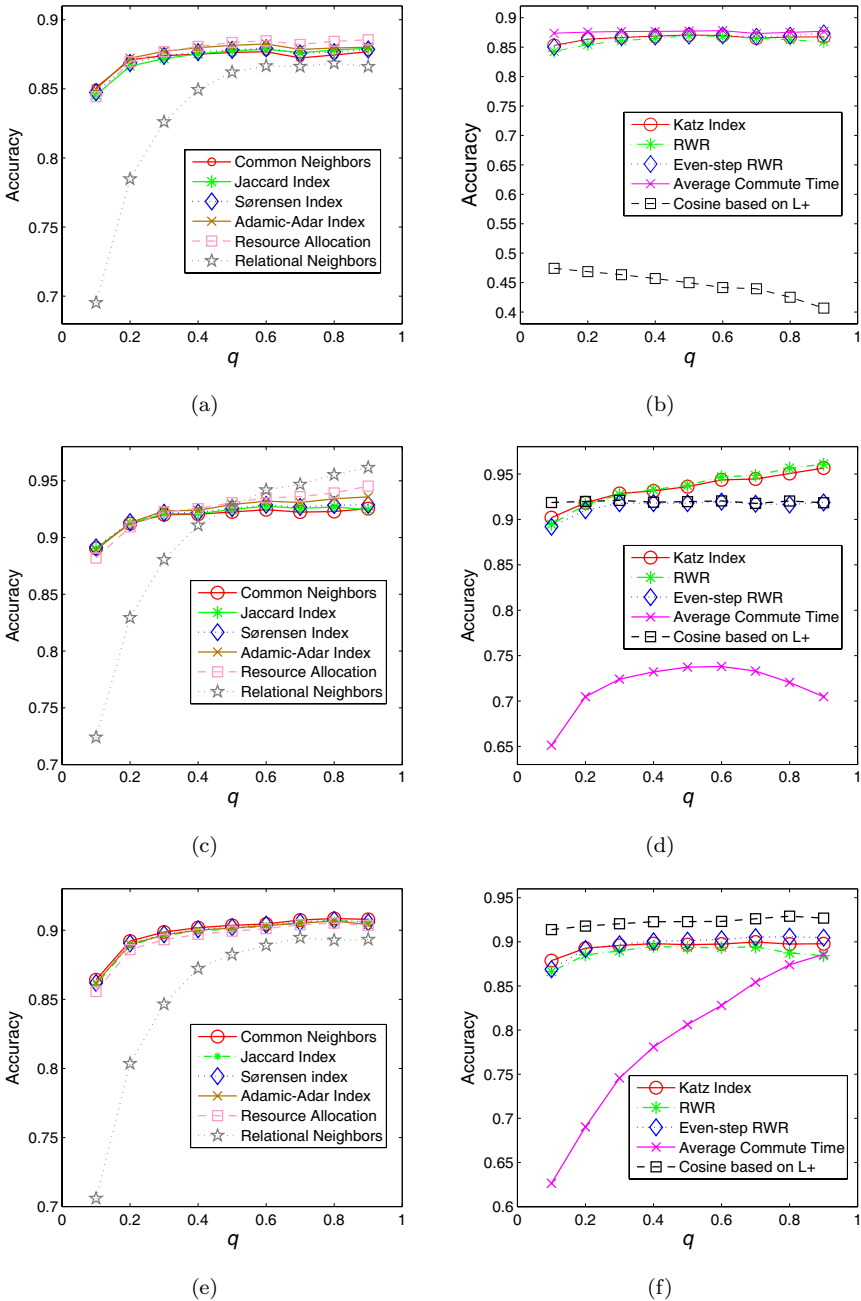 0.9
0.85
0.8
0.75
0.7
Accuracy
0 0.2 0.4 0.6 0.8 1
q
Common Neighbors
Jaccard Index
Sørensen Index
Adamic-Adar Index
Resource Allocation
Relational Neighbors
(a)
0.9
0.85
0.8
0.75
0.7
0.65
0.6
0.55
0.5
0.45
0.4
Accuracy
0 0.2 0.4 0.6 0.8 1
q
Katz Index
RWR
Even-step RWR
Average Commute Time
Cosine based on L+
(b)
0.95
0.9
0.85
0.8
0.75
0.7
Accuracy
0 0.2 0.4 0.6 0.8 1
q
Common Neighbors
Jaccard Index
Sørensen Index
Adamic-Adar Index
Resource Allocation
Relational Neighbors
(c)
0.95
0.9
0.85
0.8
0.75
0.7
0.65
Accuracy
0 0.2 0.4 0.6 0.8 1
q
Katz Index
RWR
Even-step RWR
Average Commute Time
Cosine based on L+
(d)
0.9
0.85
0.8
0.75
0.7
Accuracy
0 0.2 0.4 0.6 0.8 1
q
Common Neighbors
Jaccard Index
Sørensen index
Adamic-Adar Index
Resource Allocation
Relational Neighbors
(e)
0.95
0.9
0.85
0.8
0.75
0.7
0.65
0.6
Accuracy
0 0.2 0.4 0.6 0.8 1
q
Katz Index
RWR
Even-step RWR
Average Commute Time
Cosine based on L+
(f)